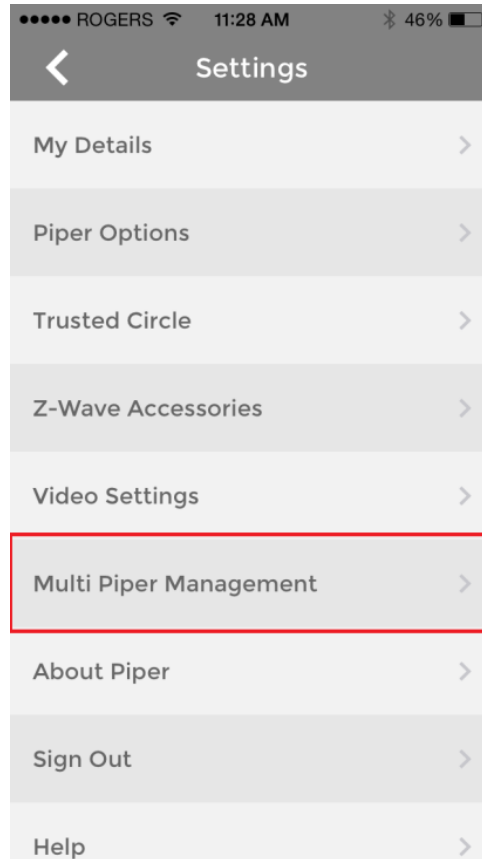 ROGERS 11:28 AM 46%
Settings
My Details
Piper Options
Trusted Circle
Z-Wave Accessories
Video Settings
Multi Piper Management
About Piper
Sign Out
Help